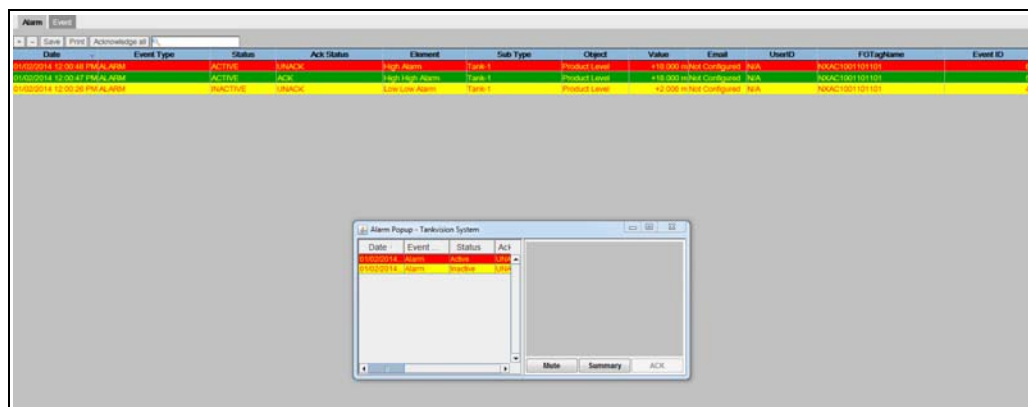 Alarm Event
+ - Save Print Acknowledge all
Date Event Type Status Ack Status Element Sub Type Object Value Email UserID FGTagName Event ID
01/02/2014 12:00:48 PM ALARM ACTIVE UNACK High Alarm Tank-1 Product Level +18.000 m Not Configured N/A NXAC1001101101
01/02/2014 12:00:47 PM ALARM ACTIVE ACK High High Alarm Tank-1 Product Level +18.000 m Not Configured N/A NXAC1001101101
01/02/2014 12:00:26 PM ALARM INACTIVE UNACK Low Low Alarm Tank-1 Product Level +2.000 m Not Configured N/A NXAC1001101101
Alarm Popup - Tankvision System
Date Event ... Status Ack
01/02/2014... Alarm Active UNA
01/02/2014... Alarm Inactive UNA
Mute Summary ACK